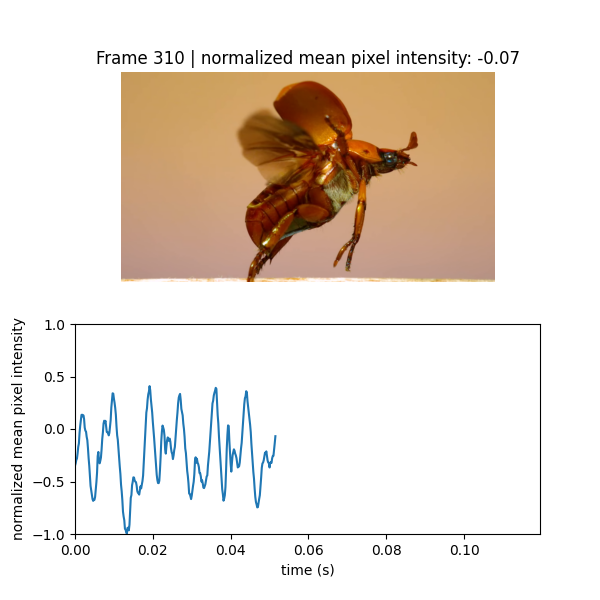 Frame 310 | normalized mean pixel intensity: -0.07
1.0
0.5
0.0
−0.5
−1.0
normalized mean pixel intensity
0.00 0.02 0.04 0.06 0.08 0.10
time (s)